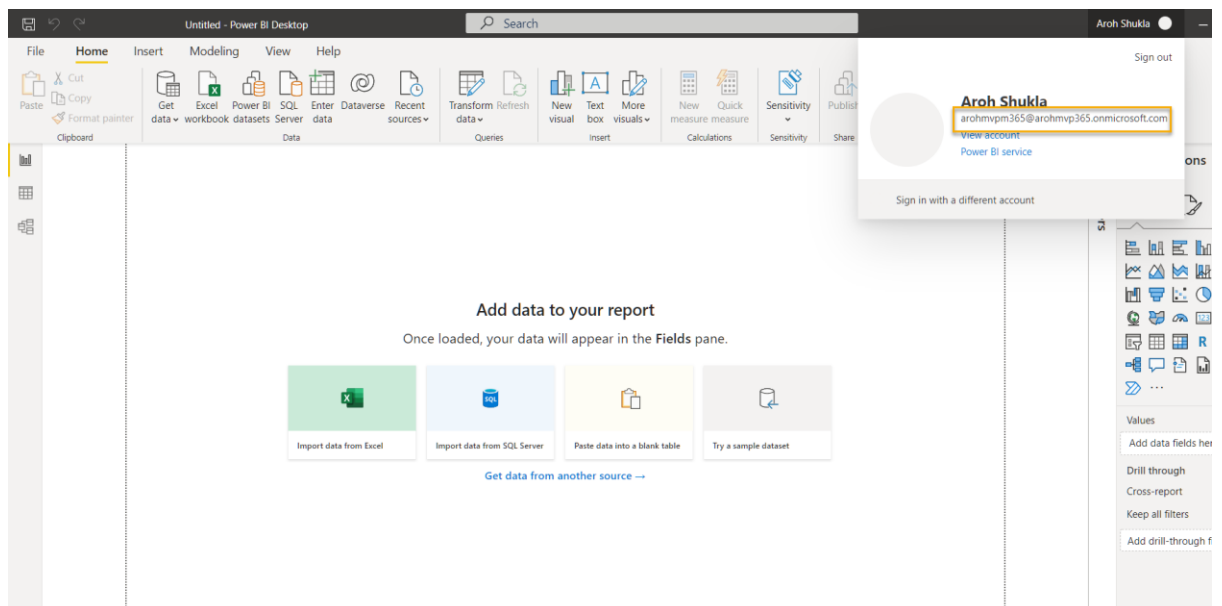 Untitled - Power BI Desktop
Search
Aroh Shukla
File Home Insert Modeling View Help
Sign out
Paste
Cut
Copy
Format painter
Clipboard
Get data
Excel workbook
Power BI datasets
SQL Server
Enter data
Dataverse
Recent sources
Data
Transform data
Refresh
Queries
New visual
Text box
More visuals
Insert
New measure
Quick measure
Calculations
Sensitivity
Sensitivity
Publish
Share
Aroh Shukla
arohmvpm365@arohmvp365.onmicrosoft.com
View account
Power BI service
Sign in with a different account
ons
Add data to your report
Once loaded, your data will appear in the Fields pane.
Import data from Excel
SQL
Import data from SQL Server
Paste data into a blank table
Try a sample dataset
Get data from another source →
R
Values
Add data fields her
Drill through
Cross-report
Keep all filters
Add drill-through f